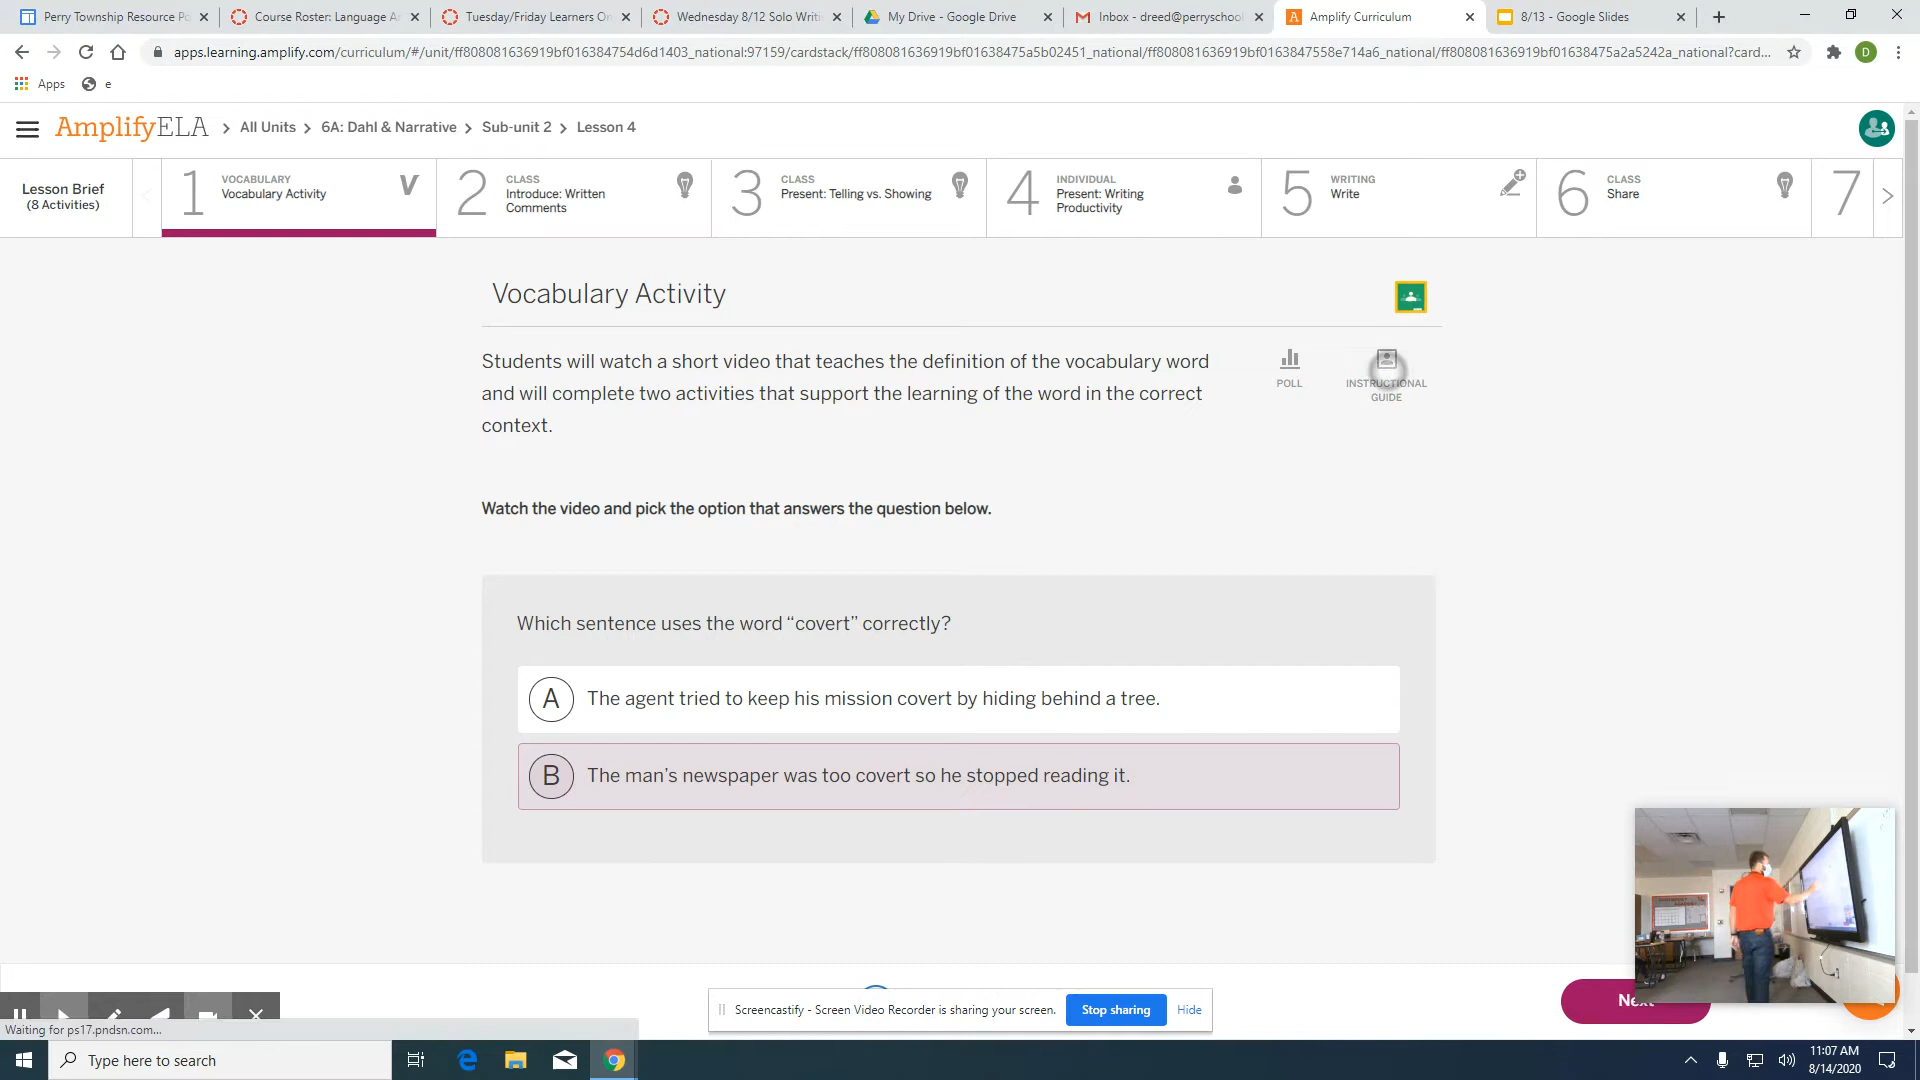 Perry Township Resource Po
Course Roster: Language As
Tuesday/Friday Learners On
Wednesday 8/12 Solo Writi
My Drive - Google Drive
Inbox - dreed@perryschool
Amplify Curriculum
8/13 - Google Slides
apps.learning.amplify.com/curriculum/#/unit/ff808081636919bf016384754d6d1403_national:97159/cardstack/ff808081636919bf01638475a5b02451_national/ff808081636919bf0163847558e714a6_national/ff808081636919bf01638475a2a5242a_national?card...
D
Apps
e
AmplifyELA > All Units > 6A: Dahl & Narrative > Sub-unit 2 > Lesson 4
Lesson Brief
(8 Activities)
1
VOCABULARY
Vocabulary Activity
V
2
CLASS
Introduce: Written
Comments
3
CLASS
Present: Telling vs. Showing
4
INDIVIDUAL
Present: Writing
Productivity
5
WRITING
Write
6
CLASS
Share
7
Vocabulary Activity
Students will watch a short video that teaches the definition of the vocabulary word
and will complete two activities that support the learning of the word in the correct
context.
POLL
INSTRUCTIONAL
GUIDE
Watch the video and pick the option that answers the question below.
Which sentence uses the word “covert” correctly?
A The agent tried to keep his mission covert by hiding behind a tree.
B The man’s newspaper was too covert so he stopped reading it.
Next
Screencastify - Screen Video Recorder is sharing your screen.
Stop sharing
Hide
Waiting for ps17.pndsn.com...
Type here to search
11:07 AM
8/14/2020